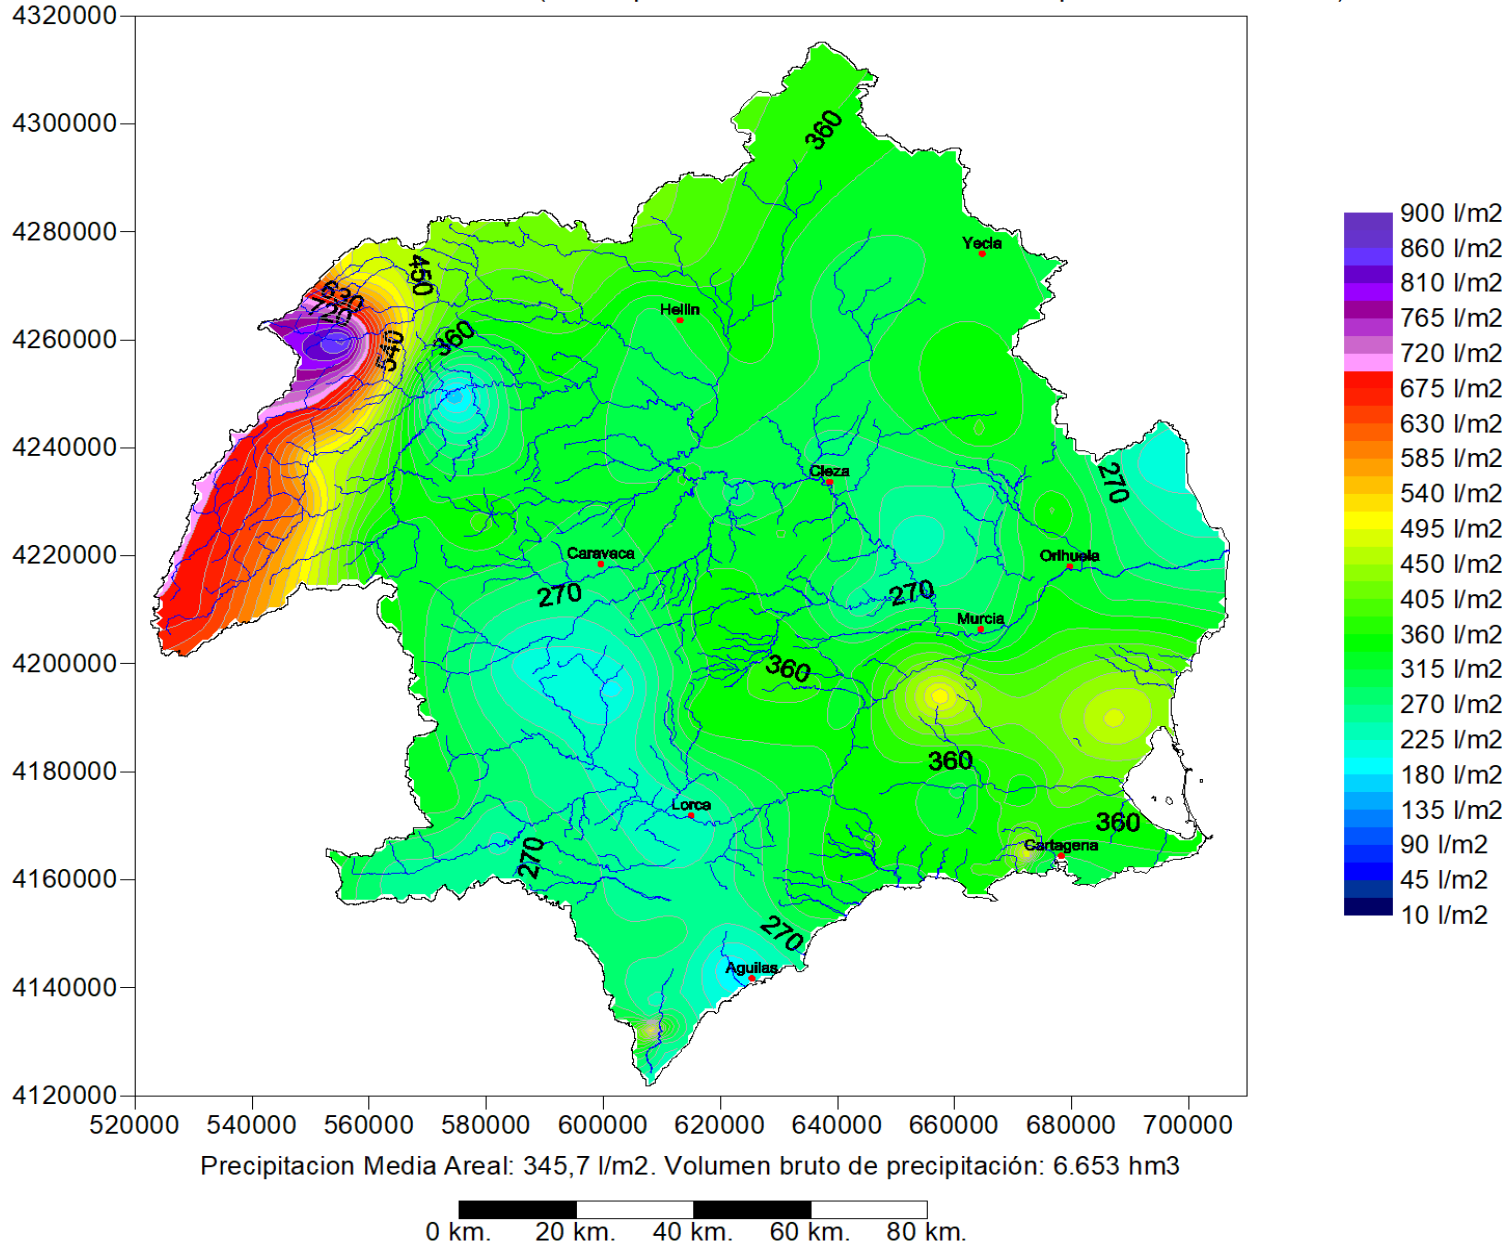 4320000
4300000
4280000
4260000
4240000
4220000
4200000
4180000
4160000
4140000
4120000
520000 540000 560000 580000 600000 620000 640000 660000 680000 700000
360
Yecla
450
630
720
Hellin
360
540
Cieza
270
Caravaca
Orihuela
270
270
Murcia
360
360
Lorca
360
Cartagena
270
270
Aguilas
900 l/m2
860 l/m2
810 l/m2
765 l/m2
720 l/m2
675 l/m2
630 l/m2
585 l/m2
540 l/m2
495 l/m2
450 l/m2
405 l/m2
360 l/m2
315 l/m2
270 l/m2
225 l/m2
180 l/m2
135 l/m2
90 l/m2
45 l/m2
10 l/m2
Precipitacion Media Areal: 345,7 l/m2. Volumen bruto de precipitación: 6.653 hm3
0 km. 20 km. 40 km. 60 km. 80 km.